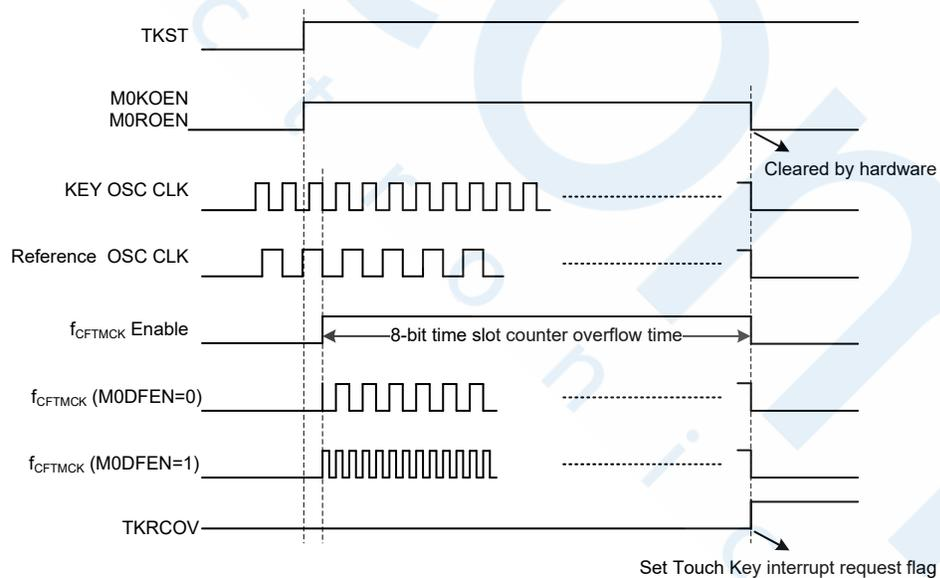 TKST
M0KOEN
M0ROEN
Cleared by hardware
KEY OSC CLK
Reference OSC CLK
fCFTMCK Enable
8-bit time slot counter overflow time
fCFTMCK (M0DFEN=0)
fCFTMCK (M0DFEN=1)
TKRCOV
Set Touch Key interrupt request flag